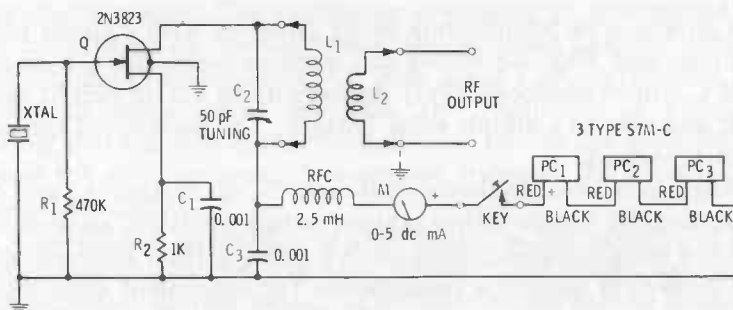 2N3823
Q
XTAL
R1 470K
R2 1K
C1 0.001
C2
50 pF
TUNING
L1
L2
RF
OUTPUT
RFC
2.5 mH
C3 0.001
M
+
0-5 dc mA
KEY
3 TYPE S7M-C
RED
+
PC1
BLACK
RED
PC2
BLACK
RED
PC3
BLACK